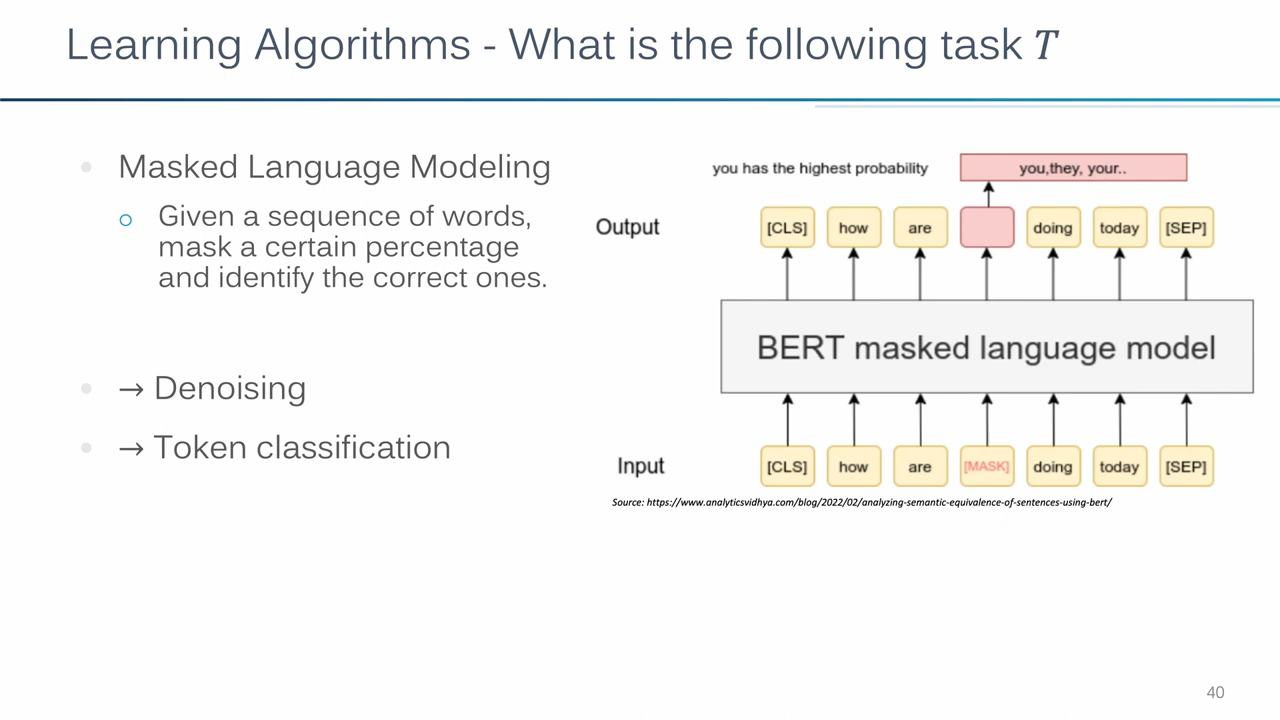 Learning Algorithms - What is the following task T
Masked Language Modeling
Given a sequence of words,
mask a certain percentage
and identify the correct ones.
→ Denoising
→ Token classification
you has the highest probability
you,they, your..
Output
[CLS] how are doing today [SEP]
BERT masked language model
Input
[CLS] how are [MASK] doing today [SEP]
Source: https://www.analyticsvidhya.com/blog/2022/02/analyzing-semantic-equivalence-of-sentences-using-bert/
40